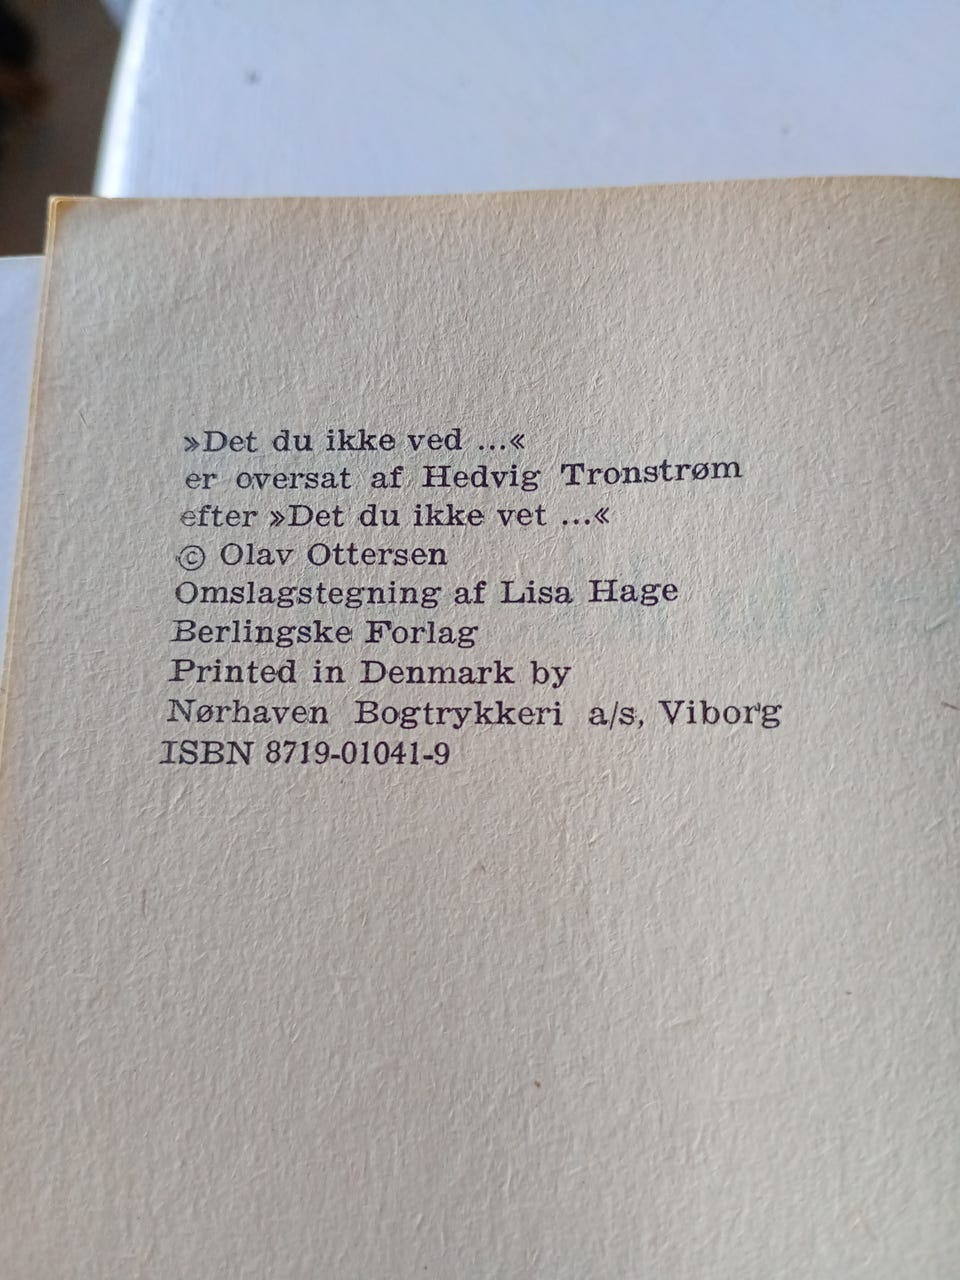 »Det du ikke ved ...«
er oversat af Hedvig Tronstrøm
efter »Det du ikke vet ...«
© Olav Ottersen
Omslagstegning af Lisa Hage
Berlingske Forlag
Printed in Denmark by
Nørhaven Bogtrykkeri a/s, Viborg
ISBN 8719-01041-9